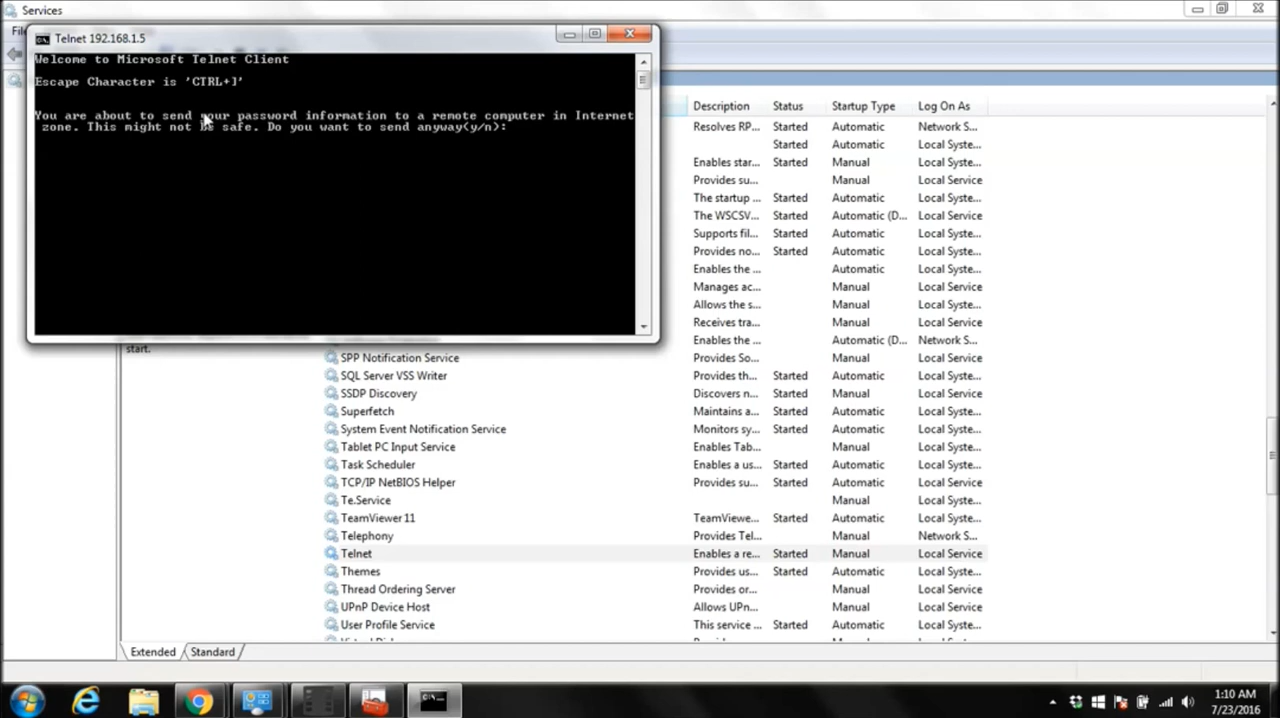 Services
Fil
Telnet 192.168.1.5
Welcome to Microsoft Telnet Client
Escape Character is 'CTRL+]'
You are about to send your password information to a remote computer in Internet
zone. This might not be safe. Do you want to send anyway(y/n):
Description Status Startup Type Log On As
Resolves RP... Started Automatic Network S...
Started Automatic Local Syste...
Enables star... Started Manual Local Syste...
Provides su... Manual Local Service
The startup ... Started Automatic Local Syste...
The WSCSV... Started Automatic (D... Local Service
Supports fil... Started Automatic Local Syste...
Provides no... Started Automatic Local Syste...
Enables the ... Automatic Local Syste...
Manages ac... Manual Local Service
Allows the s... Manual Local Syste...
Receives tra... Manual Local Service
Enables the ... Automatic (D... Network S...
start.
SPP Notification Service Provides So... Manual Local Service
SQL Server VSS Writer Provides th... Started Automatic Local Syste...
SSDP Discovery Discovers n... Started Manual Local Service
Superfetch Maintains a... Started Automatic Local Syste...
System Event Notification Service Monitors sy... Started Automatic Local Syste...
Tablet PC Input Service Enables Tab... Manual Local Syste...
Task Scheduler Enables a us... Started Automatic Local Syste...
TCP/IP NetBIOS Helper Provides su... Started Automatic Local Service
Te.Service Manual Local Syste...
TeamViewer 11 TeamViewe... Started Automatic Local Syste...
Telephony Provides Tel... Manual Network S...
Telnet Enables a re... Started Manual Local Service
Themes Provides us... Started Automatic Local Syste...
Thread Ordering Server Provides or... Manual Local Service
UPnP Device Host Allows UPn... Manual Local Service
User Profile Service This service ... Started Automatic Local Syste...
Extended Standard
1:10 AM
7/23/2016